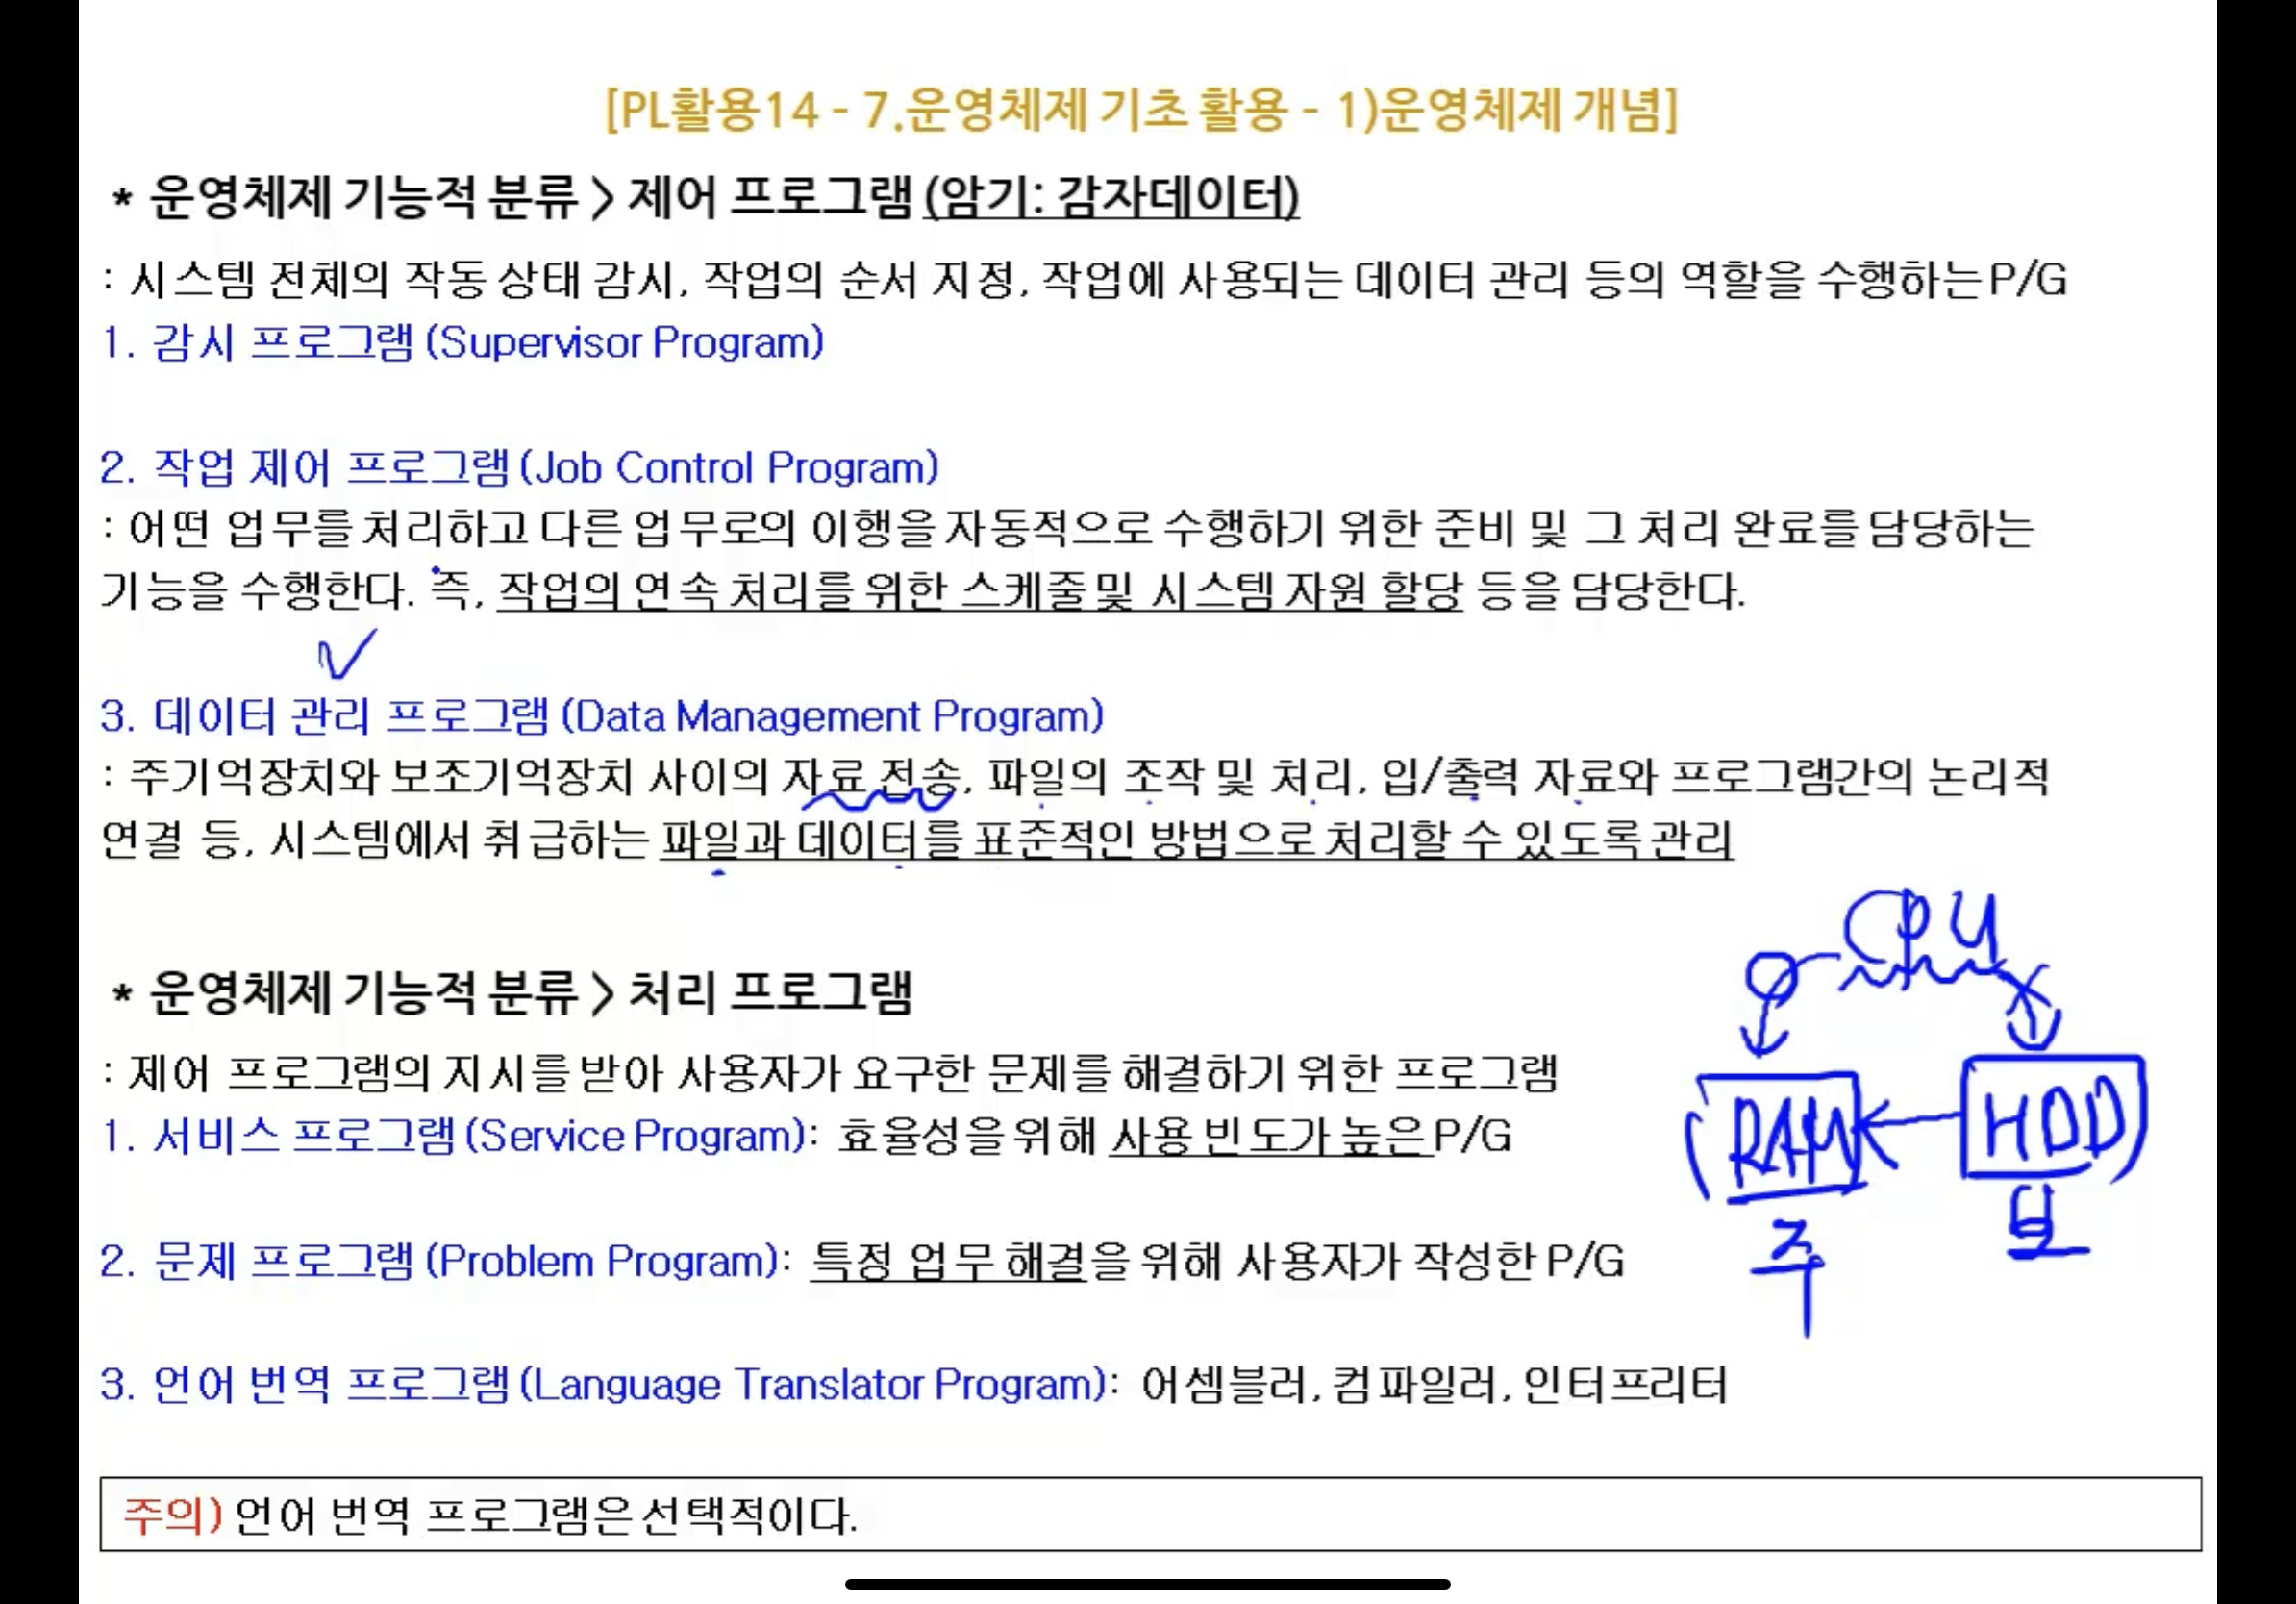 [PL활용14 - 7.운영체제 기초 활용 - 1)운영체제 개념]
* 운영체제 기능적 분류 > 제어 프로그램 (암기: 감자데이터)
: 시스템 전체의 작동 상태 감시, 작업의 순서 지정, 작업에 사용되는 데이터 관리 등의 역할을 수행하는 P/G
1. 감시 프로그램 (Supervisor Program)
2. 작업 제어 프로그램 (Job Control Program)
: 어떤 업무를 처리하고 다른 업무로의 이행을 자동적으로 수행하기 위한 준비 및 그 처리 완료를 담당하는
기능을 수행한다. 즉, 작업의 연속 처리를 위한 스케줄 및 시스템 자원 할당 등을 담당한다.
3. 데이터 관리 프로그램 (Data Management Program)
: 주기억장치와 보조기억장치 사이의 자료 전송, 파일의 조작 및 처리, 입/출력 자료와 프로그램간의 논리적
연결 등, 시스템에서 취급하는 파일과 데이터를 표준적인 방법으로 처리할 수 있도록 관리
CPU
* 운영체제 기능적 분류 > 처리 프로그램
: 제어 프로그램의 지시를 받아 사용자가 요구한 문제를 해결하기 위한 프로그램
1. 서비스 프로그램 (Service Program): 효율성을 위해 사용 빈도가 높은 P/G
RAM HDD
주 보
2. 문제 프로그램 (Problem Program): 특정 업무 해결을 위해 사용자가 작성한 P/G
3. 언어 번역 프로그램 (Language Translator Program): 어셈블러, 컴파일러, 인터프리터
주의) 언어 번역 프로그램은 선택적이다.